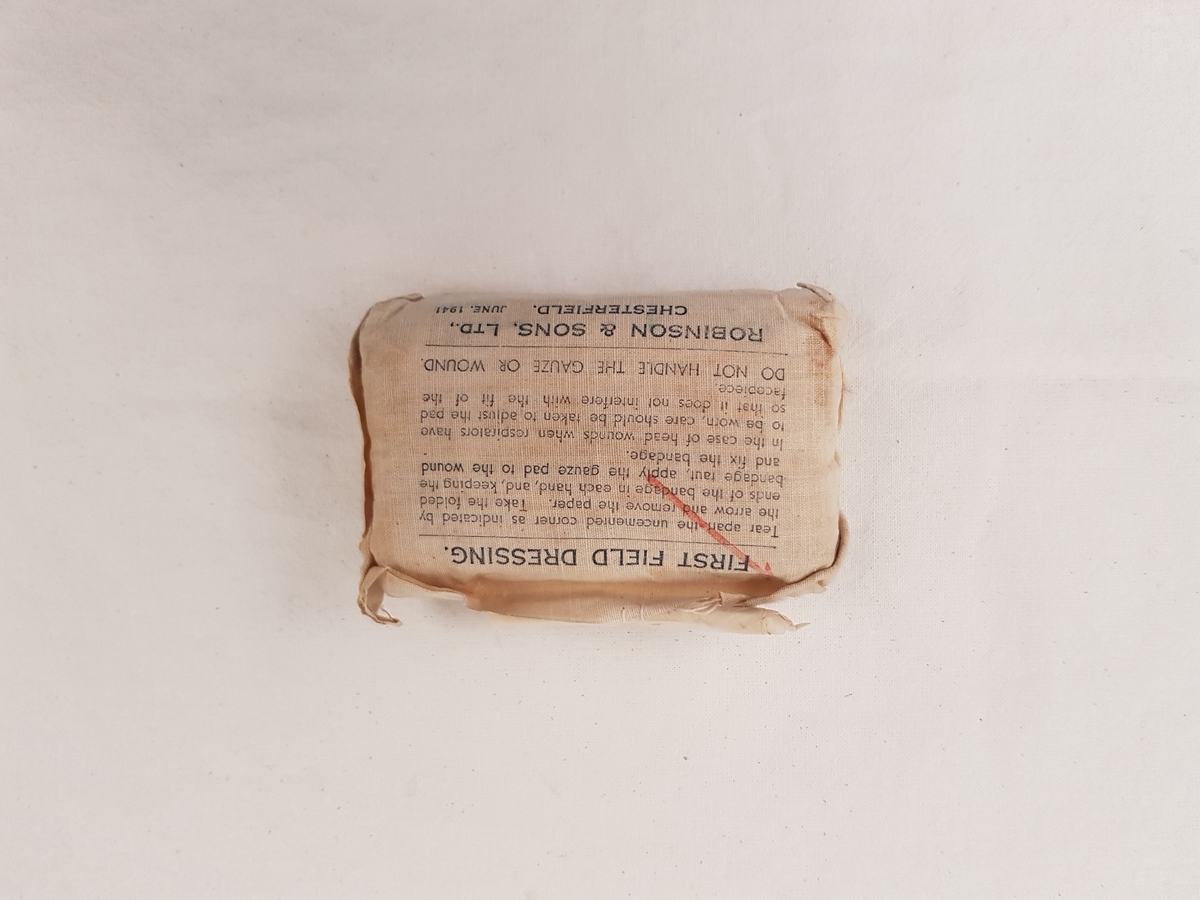 FIRST FIELD DRESSING.
Tear apart the uncemented corner as indicated by
the arrow and remove the paper. Take the folded
ends of the bandage in each hand, and, keeping the
bandage taut, apply the gauze pad to the wound
and fix the bandage.
In the case of head wounds when respirators have
to be worn, care should be taken to adjust the pad
so that it does not interfere with the fit of the
facepiece.
DO NOT HANDLE THE GAUZE OR WOUND.
ROBINSON & SONS, LTD.,
CHESTERFIELD. JUNE, 1941